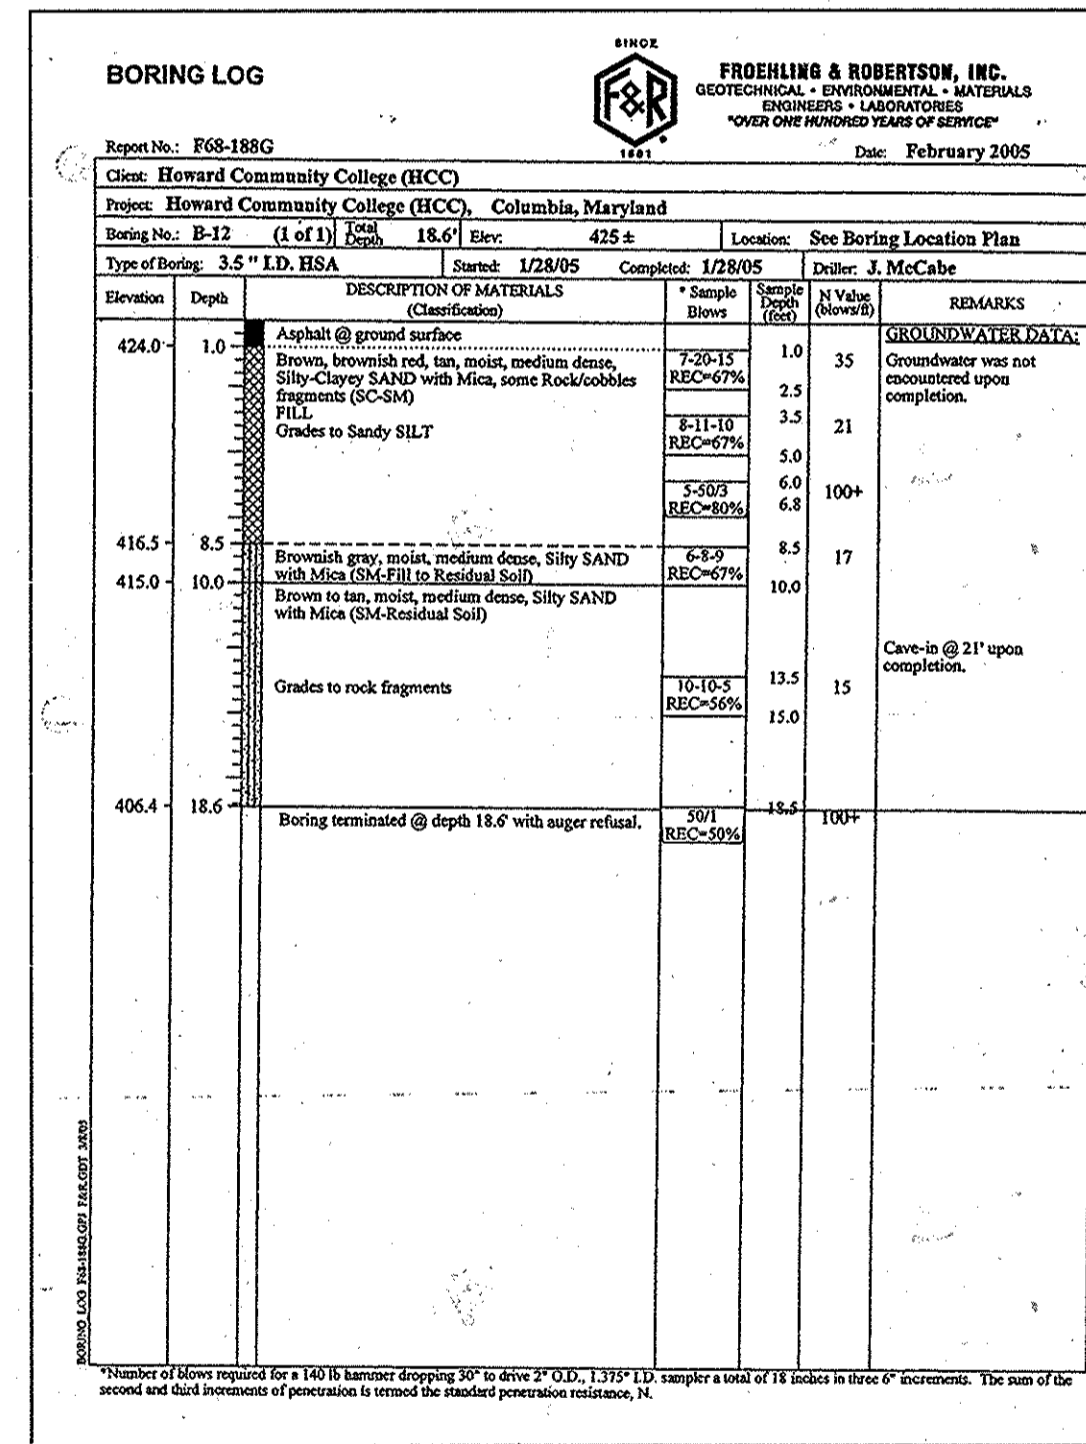 BORING LOG
SINCE
F&R
1881
FROEHLING & ROBERTSON, INC.
GEOTECHNICAL • ENVIRONMENTAL • MATERIALS
ENGINEERS • LABORATORIES
"OVER ONE HUNDRED YEARS OF SERVICE"
Report No.: F68-188G
Date: February 2005
Client: Howard Community College (HCC)
Project: Howard Community College (HCC), Columbia, Maryland
Boring No.: B-12 (1 of 1) Total Depth 18.6' Elev: 425 ± Location: See Boring Location Plan
Type of Boring: 3.5 " I.D. HSA Started: 1/28/05 Completed: 1/28/05 Driller: J. McCabe
Elevation Depth DESCRIPTION OF MATERIALS (Classification) * Sample Blows Sample Depth (feet) N Value (blows/ft) REMARKS
Asphalt @ ground surface GROUNDWATER DATA:
424.0 1.0 1.0
Brown, brownish red, tan, moist, medium dense, 7-20-15 35 Groundwater was not
Silty-Clayey SAND with Mica, some Rock/cobbles REC=67% encountered upon
fragments (SC-SM) 2.5 completion.
FILL 3.5
Grades to Sandy SILT 8-11-10 21
REC=67%
5.0
6.0
5-50/3 100+
REC=80% 6.8
416.5 8.5 8.5
Brownish gray, moist, medium dense, Silty SAND 6-8-9 17
with Mica (SM-Fill to Residual Soil) REC=67%
415.0 10.0 10.0
Brown to tan, moist, medium dense, Silty SAND
with Mica (SM-Residual Soil)
Cave-in @ 21' upon
completion.
13.5
Grades to rock fragments 10-10-5 15
REC=56%
15.0
406.4 18.6 18.5
Boring terminated @ depth 18.6' with auger refusal. 50/1 100+
REC=50%
BORING_LOG F68-188G.GPJ F&R.GDT 3/8/05
*Number of blows required for a 140 lb hammer dropping 30" to drive 2" O.D., 1.375" I.D. sampler a total of 18 inches in three 6" increments. The sum of the
second and third increments of penetration is termed the standard penetration resistance, N.